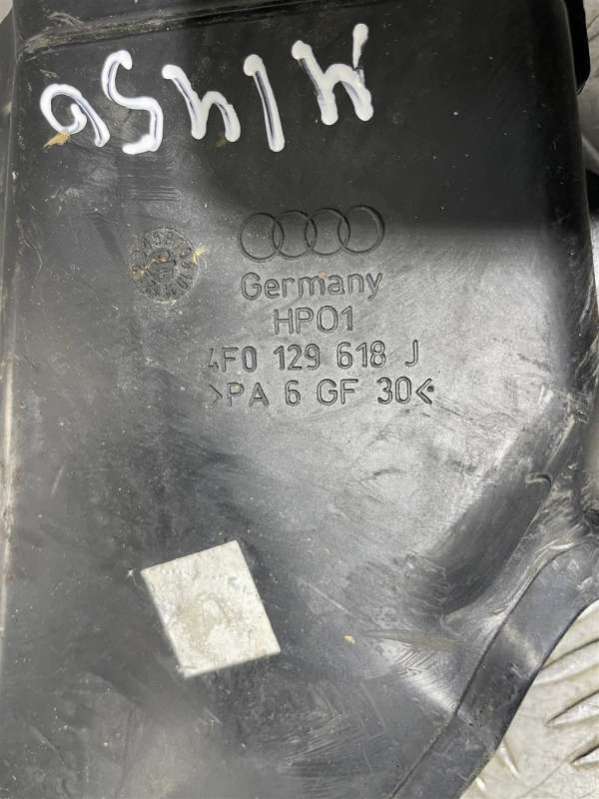 Germany
HP01
4F0 129 618 J
>PA 6 GF 30<